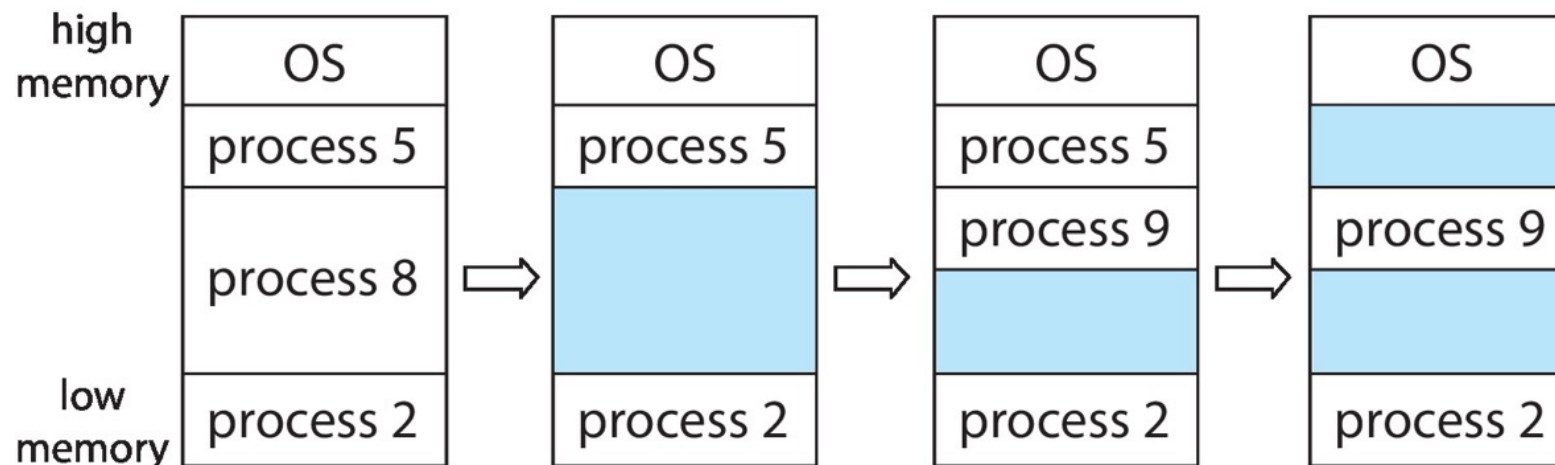 high
memory
OS
process 5
process 8
low
memory
process 2
OS
process 5
process 2
OS
process 5
process 9
process 2
OS
process 9
process 2